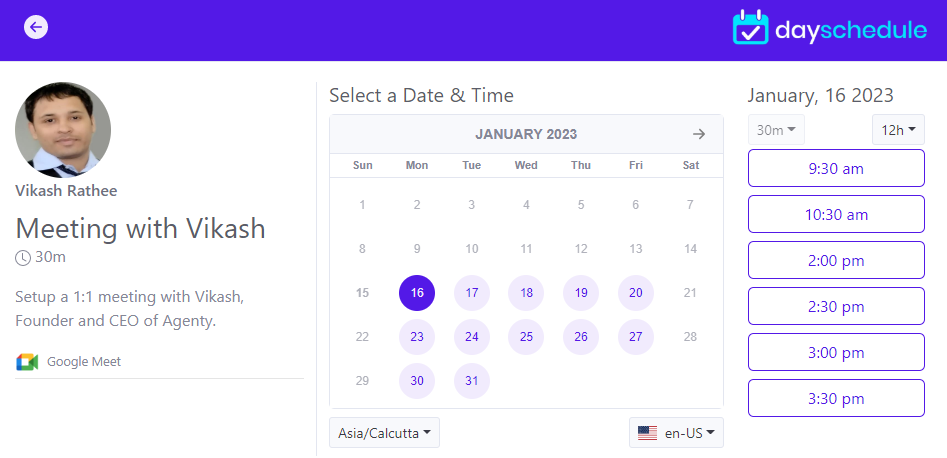 dayschedule
Vikash Rathee
Meeting with Vikash
30m
Setup a 1:1 meeting with Vikash,
Founder and CEO of Agenty.
Google Meet
Select a Date & Time
JANUARY 2023
Sun Mon Tue Wed Thu Fri Sat
1 2 3 4 5 6 7
8 9 10 11 12 13 14
15 16 17 18 19 20 21
22 23 24 25 26 27 28
29 30 31
Asia/Calcutta
en-US
January, 16 2023
30m 12h
9:30 am
10:30 am
2:00 pm
2:30 pm
3:00 pm
3:30 pm